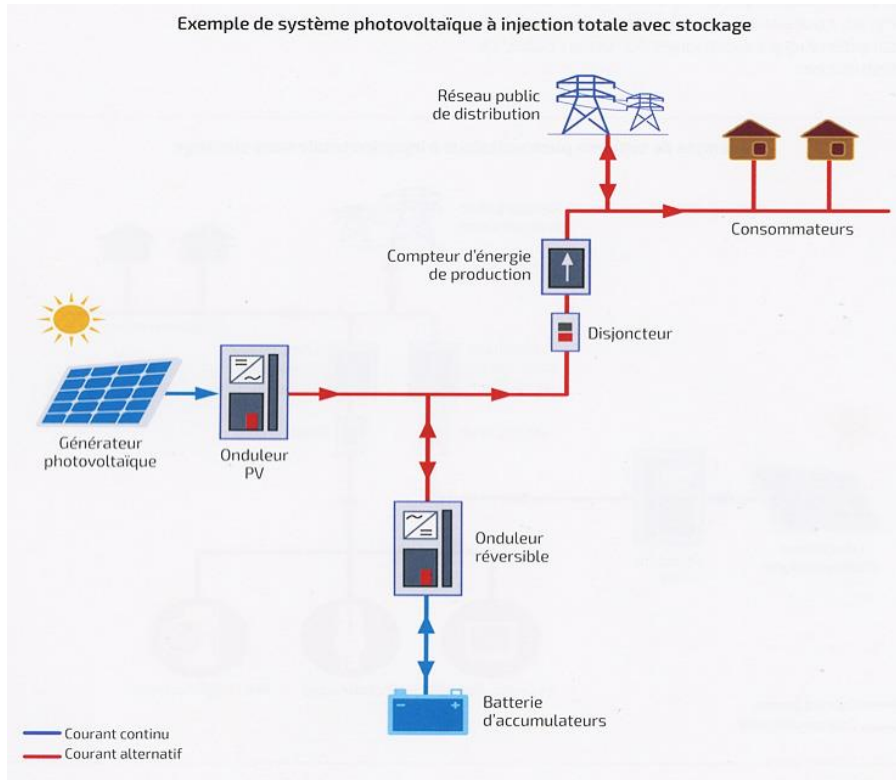 Exemple de système photovoltaïque à injection totale avec stockage
Réseau public
de distribution
Consommateurs
Compteur d'énergie
de production
Disjoncteur
Générateur
photovoltaïque
Onduleur
PV
Onduleur
réversible
Batterie
d'accumulateurs
Courant continu
Courant alternatif